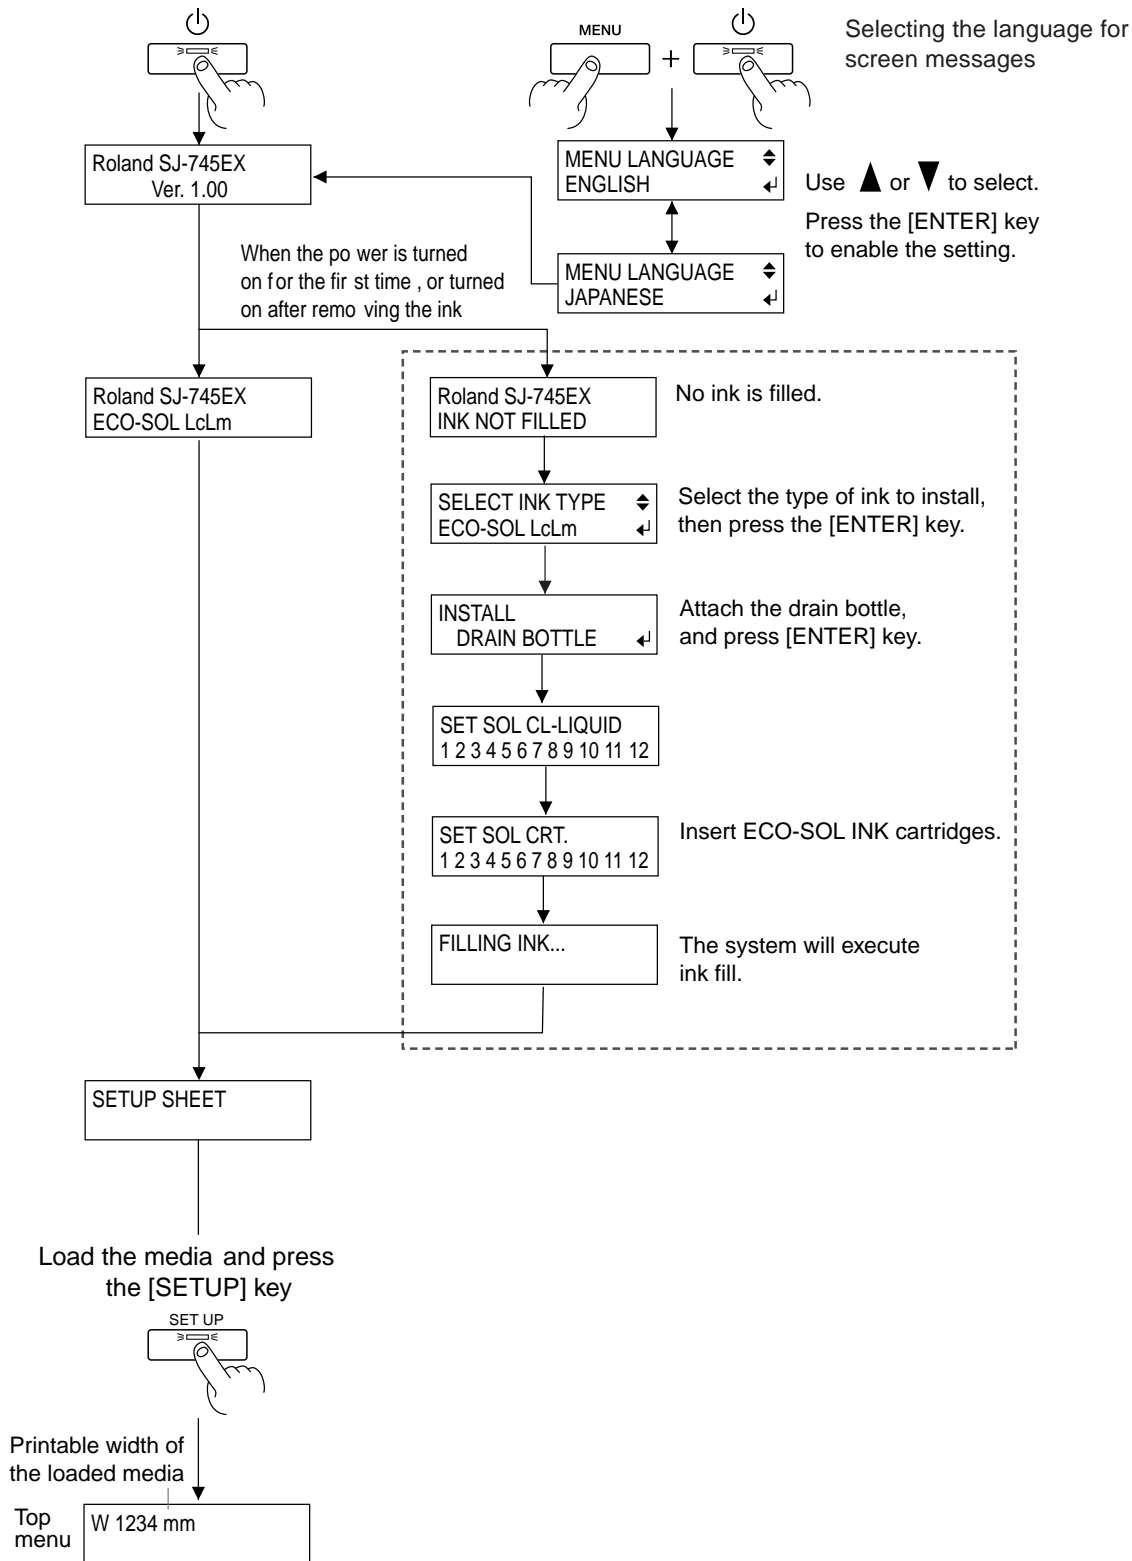 MENU
Selecting the language for
screen messages
Roland SJ-745EX
Ver. 1.00
MENU LANGUAGE
ENGLISH
Use ▲ or ▼ to select.
Press the [ENTER] key
to enable the setting.
MENU LANGUAGE
JAPANESE
When the po wer is turned
on for the fir st time , or turned
on after remo ving the ink
Roland SJ-745EX
ECO-SOL LcLm
Roland SJ-745EX
INK NOT FILLED
No ink is filled.
SELECT INK TYPE
ECO-SOL LcLm
Select the type of ink to install,
then press the [ENTER] key.
INSTALL
DRAIN BOTTLE
Attach the drain bottle,
and press [ENTER] key.
SET SOL CL-LIQUID
1 2 3 4 5 6 7 8 9 10 11 12
SET SOL CRT.
1 2 3 4 5 6 7 8 9 10 11 12
Insert ECO-SOL INK cartridges.
FILLING INK...
The system will execute
ink fill.
SETUP SHEET
Load the media and press
the [SETUP] key
SET UP
Printable width of
the loaded media
Top
menu
W 1234 mm